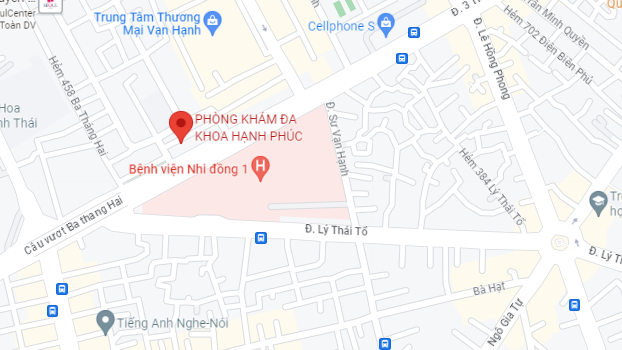 ulCenter
Toàn DV
Trung Tâm Thương
Mại Vạn Hạnh
Cellphone S
Đ. 3 T
Trần Minh Quyền
Hẻm 702 Điện Biên Phủ
Đ. Lê Hồng Phong
Hẻm 458 Ba Tháng Hai
Hoa
nh Thái
PHÒNG KHÁM ĐA
KHOA HẠNH PHÚC
Đ. Sư Vạn Hạnh
Bệnh viện Nhi đồng 1
H
Hẻm 384 Lý Thái Tổ
Cầu vượt Ba tháng Hai
Đ. Lý Thái Tổ
Đ. Lý Th
Bà Hạt
Ngô Gia Tự
Tiếng Anh Nghe-Nói